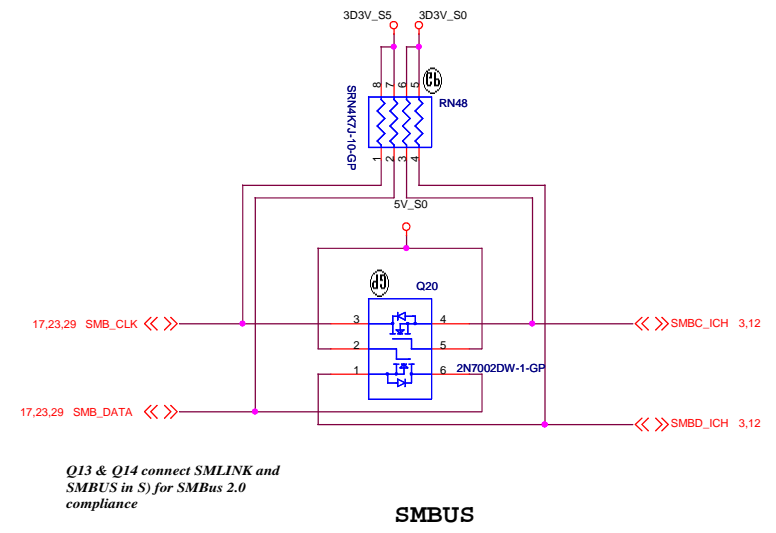 3D3V_S5 3D3V_S0
8 7 6 5
RN48
SRN4K7J-10-GP
1 2 3 4
5V_S0
Q20
17,23,29 SMB_CLK
3 4
SMBC_ICH 3,12
2 5
2N7002DW-1-GP
1 6
17,23,29 SMB_DATA
SMBD_ICH 3,12
Q13 & Q14 connect SMLINK and
SMBUS in S) for SMBus 2.0
compliance
SMBUS